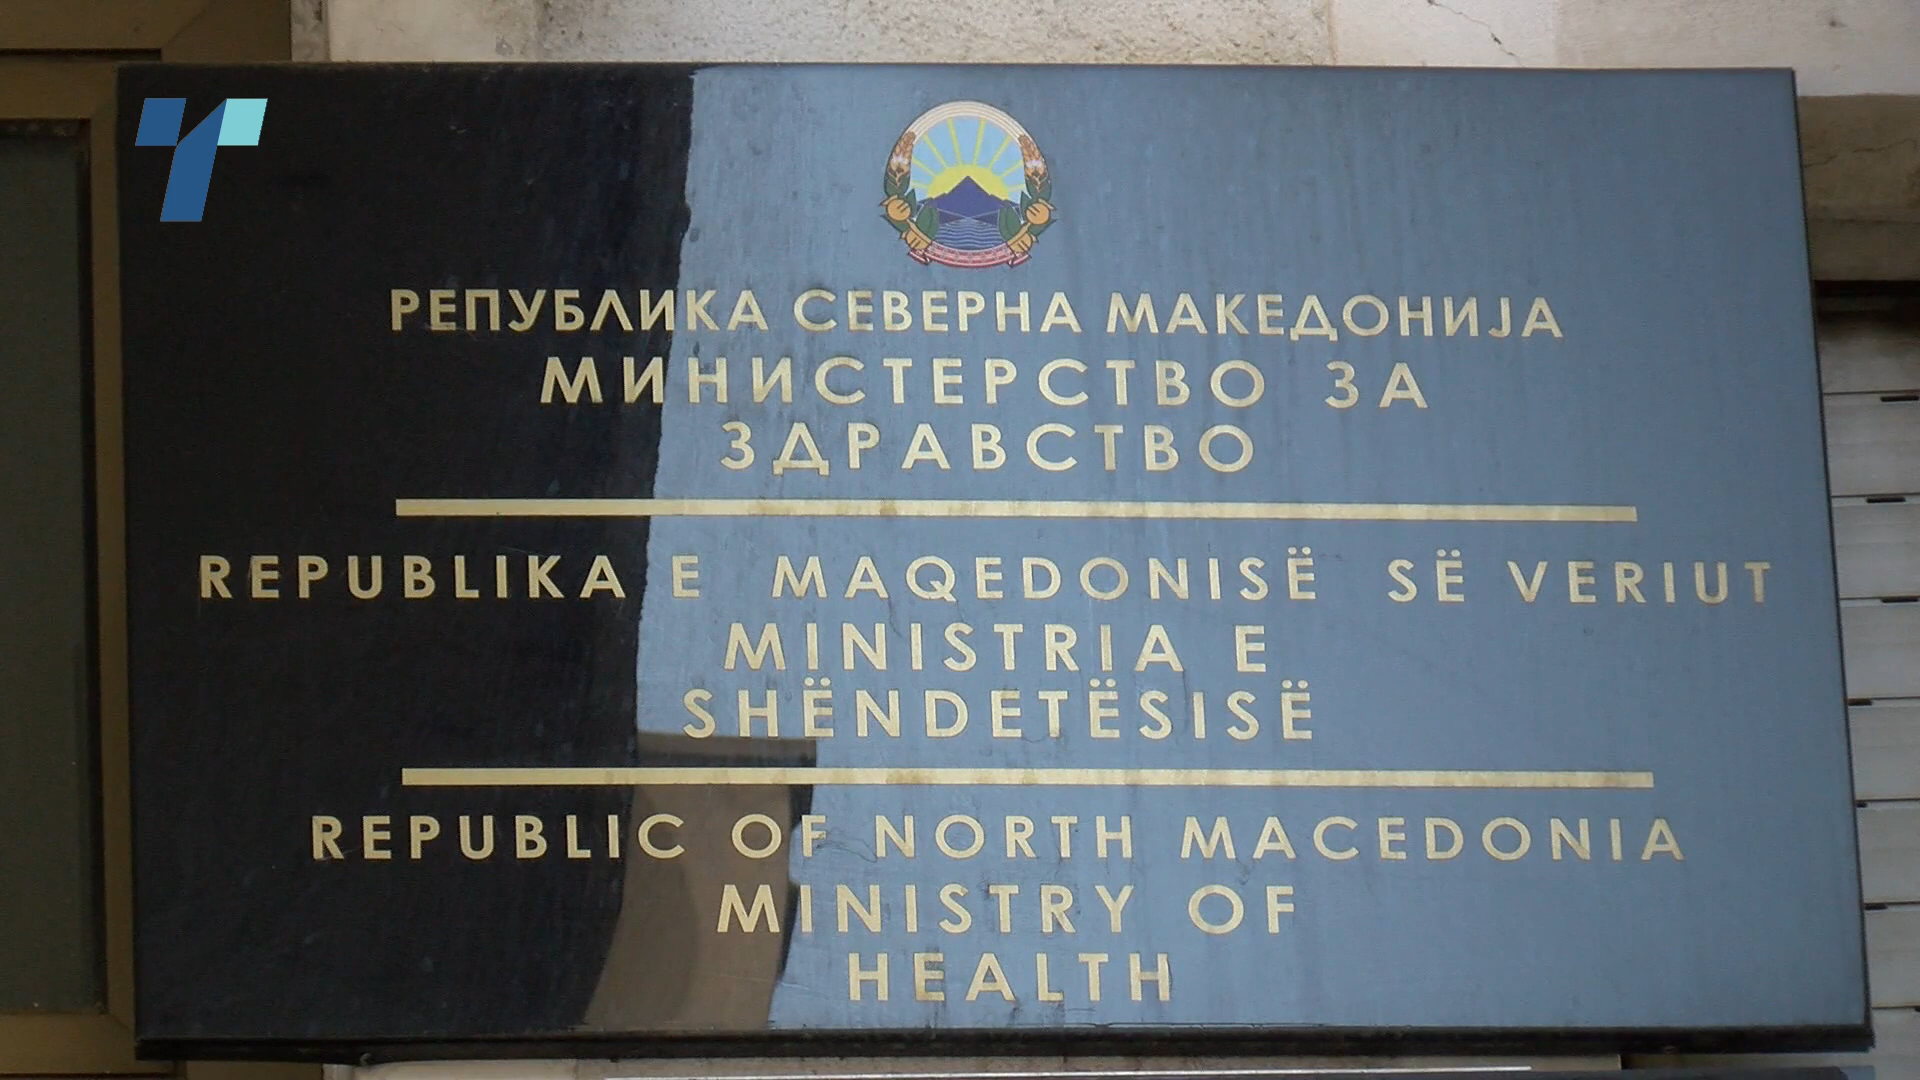 РЕПУБЛИКА СЕВЕРНА МАКЕДОНИЈА
МИНИСТЕРСТВО ЗА
ЗДРАВСТВО
REPUBLIKA E MAQEDONISË SË VERIUT
MINISTRIA E
SHËNDETËSISË
REPUBLIC OF NORTH MACEDONIA
MINISTRY OF
HEALTH